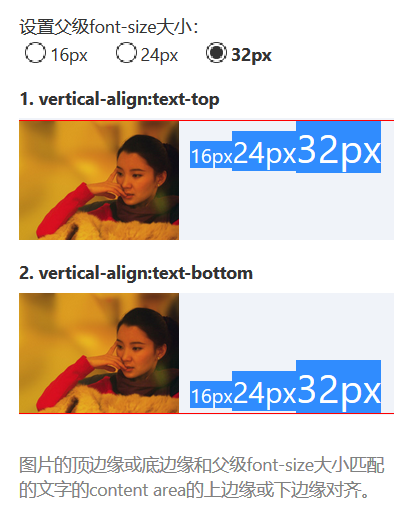 设置父级font-size大小：
16px 24px 32px
1. vertical-align:text-top
16px24px32px
2. vertical-align:text-bottom
16px24px32px
图片的顶边缘或底边缘和父级font-size大小匹配
的文字的content area的上边缘或下边缘对齐。